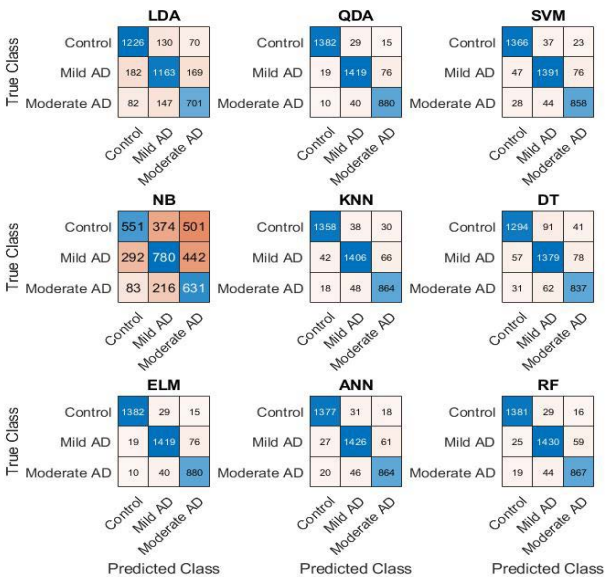 LDA QDA SVM
True Class
Control 1226 130 70 Control 1382 29 15 Control 1366 37 23
Mild AD 182 1163 169 Mild AD 19 1419 76 Mild AD 47 1391 76
Moderate AD 82 147 701 Moderate AD 10 40 880 Moderate AD 28 44 858
Control Mild AD Moderate AD Control Mild AD Moderate AD Control Mild AD Moderate AD
NB KNN DT
True Class
Control 551 374 501 Control 1358 38 30 Control 1294 91 41
Mild AD 292 780 442 Mild AD 42 1406 66 Mild AD 57 1379 78
Moderate AD 83 216 631 Moderate AD 18 48 864 Moderate AD 31 62 837
Control Mild AD Moderate AD Control Mild AD Moderate AD Control Mild AD Moderate AD
ELM ANN RF
True Class
Control 1382 29 15 Control 1377 31 18 Control 1381 29 16
Mild AD 19 1419 76 Mild AD 27 1426 61 Mild AD 25 1430 59
Moderate AD 10 40 880 Moderate AD 20 46 864 Moderate AD 19 44 867
Control Mild AD Moderate AD Control Mild AD Moderate AD Control Mild AD Moderate AD
Predicted Class Predicted Class Predicted Class